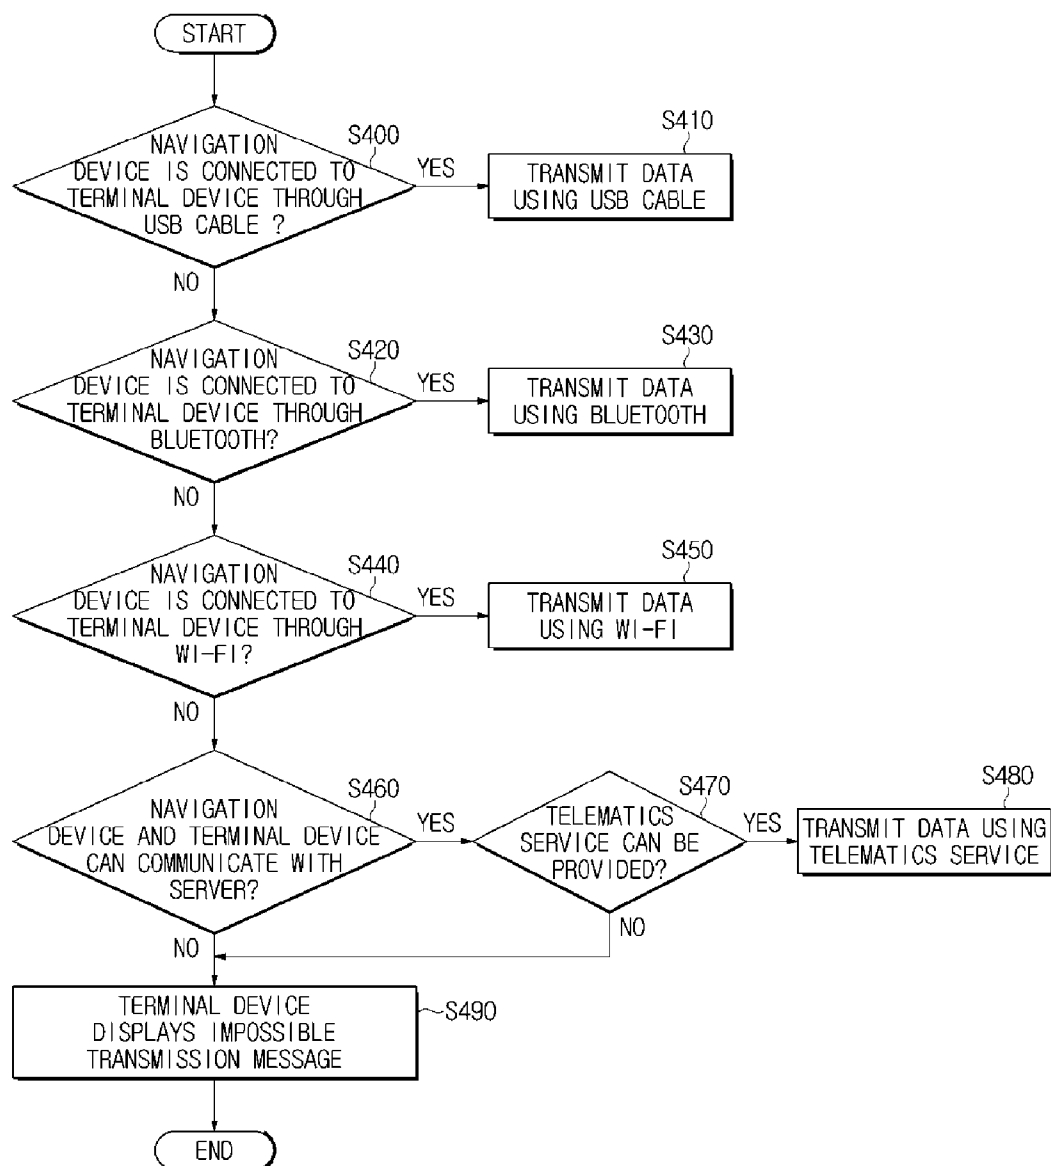 START
S400
NAVIGATION
DEVICE IS CONNECTED TO
TERMINAL DEVICE THROUGH
USB CABLE ?
YES
S410
TRANSMIT DATA
USING USB CABLE
NO
S420
NAVIGATION
DEVICE IS CONNECTED TO
TERMINAL DEVICE THROUGH
BLUETOOTH?
YES
S430
TRANSMIT DATA
USING BLUETOOTH
NO
S440
NAVIGATION
DEVICE IS CONNECTED TO
TERMINAL DEVICE THROUGH
WI-FI?
YES
S450
TRANSMIT DATA
USING WI-FI
NO
S460
NAVIGATION
DEVICE AND TERMINAL DEVICE
CAN COMMUNICATE WITH
SERVER?
YES
S470
TELEMATICS
SERVICE CAN BE
PROVIDED?
YES
S480
TRANSMIT DATA USING
TELEMATICS SERVICE
NO
NO
TERMINAL DEVICE
DISPLAYS IMPOSSIBLE
TRANSMISSION MESSAGE
S490
END